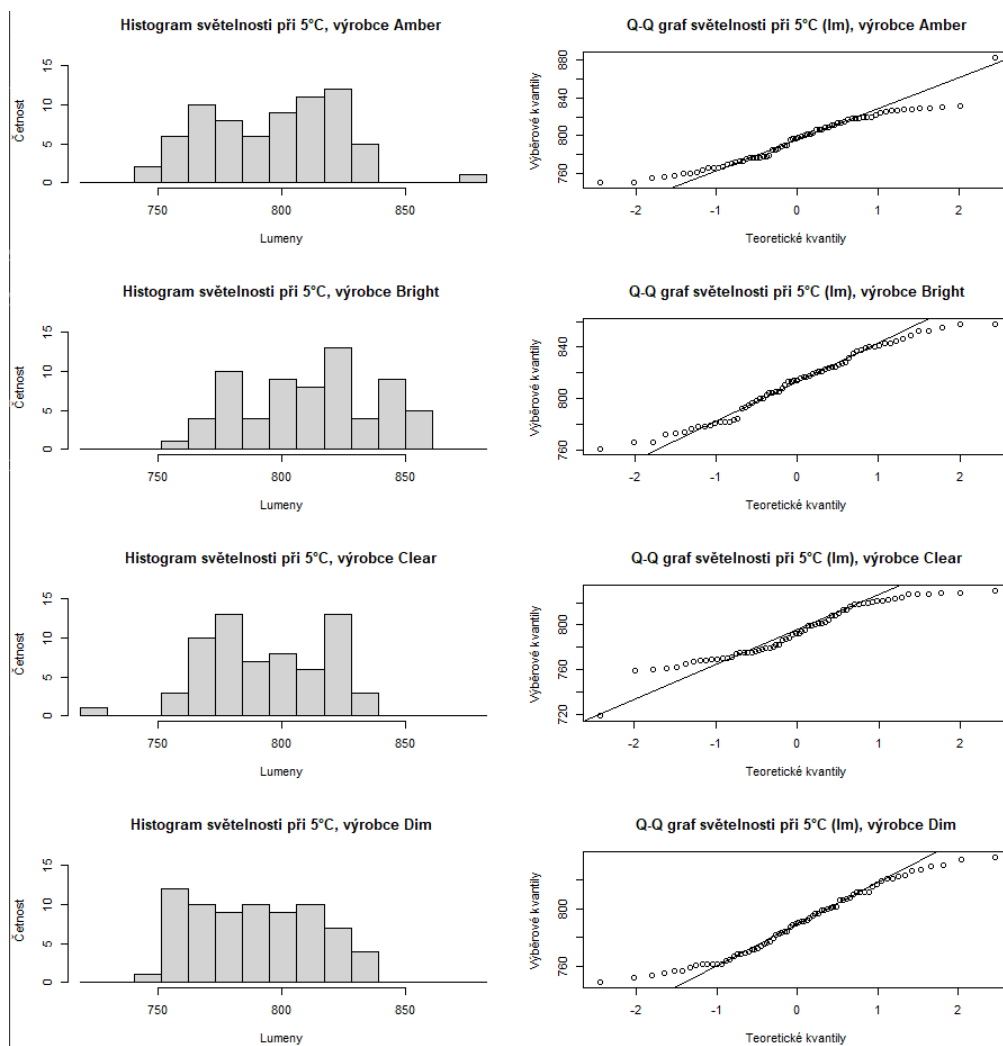 Histogram světelnosti při 5°C, výrobce Amber
Četnost
15
10
5
0
750
800
850
Lumeny
Q-Q graf světelnosti při 5°C (lm), výrobce Amber
Výběrové kvantily
880
840
800
760
-2
-1
0
1
2
Teoretické kvantily
Histogram světelnosti při 5°C, výrobce Bright
Četnost
15
10
5
0
750
800
850
Lumeny
Q-Q graf světelnosti při 5°C (lm), výrobce Bright
Výběrové kvantily
840
800
760
-2
-1
0
1
2
Teoretické kvantily
Histogram světelnosti při 5°C, výrobce Clear
Četnost
15
10
5
0
750
800
850
Lumeny
Q-Q graf světelnosti při 5°C (lm), výrobce Clear
Výběrové kvantily
800
760
720
-2
-1
0
1
2
Teoretické kvantily
Histogram světelnosti při 5°C, výrobce Dim
Četnost
15
10
5
0
750
800
850
Lumeny
Q-Q graf světelnosti při 5°C (lm), výrobce Dim
Výběrové kvantily
800
760
-2
-1
0
1
2
Teoretické kvantily